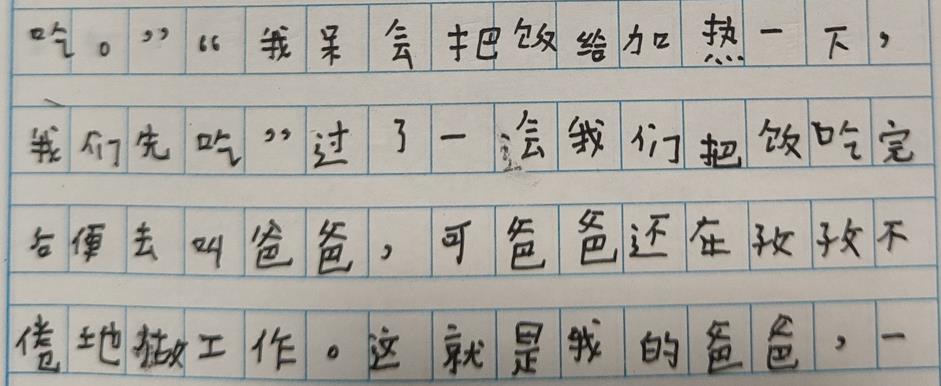 吃。”“我呆会把饭给加热一下，
我们先吃”过了一会我们把饭吃完
后便去叫爸爸，可爸爸还在孜孜不
倦地做工作。这就是我的爸爸，一